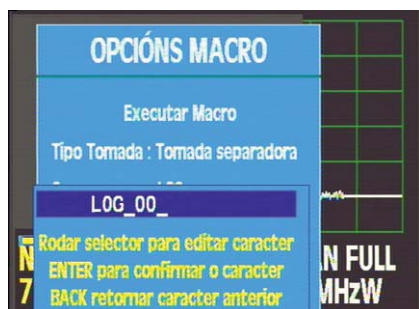 OPCIÓNS MACRO
Executar Macro
Tipo Tomada : Tomada separadora
LOG_00_
Rodar selector para editar caracter
N
AN FULL
ENTER para confirmar o caracter
7
MHzW
BACK retornar caracter anterior